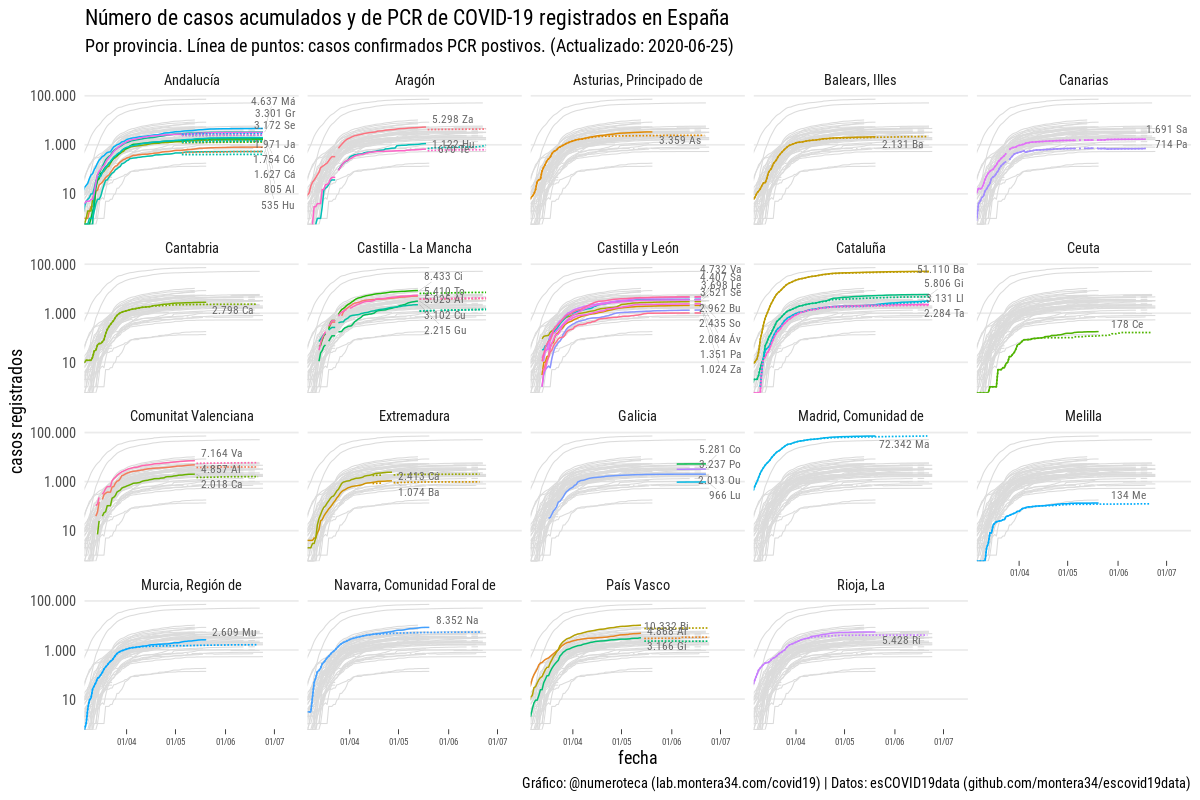 Número de casos acumulados y de PCR de COVID-19 registrados en España
Por provincia. Línea de puntos: casos confirmados PCR postivos. (Actualizado: 2020-06-25)
Andalucía
Aragón
Asturias, Principado de
Balears, Illes
Canarias
100.000
1.000
10
4.637 Má
3.301 Gr
3.172 Se
1.971 Ja
1.754 Có
1.627 Cá
805 Al
535 Hu
5.298 Za
1.122 Hu
670 Te
3.359 As
2.131 Ba
1.691 Sa
714 Pa
Cantabria
Castilla - La Mancha
Castilla y León
Cataluña
Ceuta
100.000
1.000
10
2.798 Ca
8.433 Ci
5.410 To
5.025 Al
3.102 Cu
2.215 Gu
4.732 Va
4.407 Sa
3.698 Le
3.521 Se
2.962 Bu
2.435 So
2.084 Áv
1.351 Pa
1.024 Za
51.110 Ba
5.806 Gi
3.131 Ll
2.284 Ta
178 Ce
Comunitat Valenciana
Extremadura
Galicia
Madrid, Comunidad de
Melilla
100.000
1.000
10
7.164 Va
4.857 Al
2.018 Ca
2.413 Cá
1.074 Ba
5.281 Co
3.237 Po
2.013 Ou
966 Lu
72.342 Ma
134 Me
01/04
01/05
01/06
01/07
Murcia, Región de
Navarra, Comunidad Foral de
País Vasco
Rioja, La
100.000
1.000
10
2.609 Mu
8.352 Na
10.332 Bi
4.868 Al
3.166 Gi
5.428 Ri
01/04
01/05
01/06
01/07
01/04
01/05
01/06
01/07
01/04
01/05
01/06
01/07
01/04
01/05
01/06
01/07
casos registrados
fecha
Gráfico: @numeroteca (lab.montera34.com/covid19) | Datos: esCOVID19data (github.com/montera34/escovid19data)